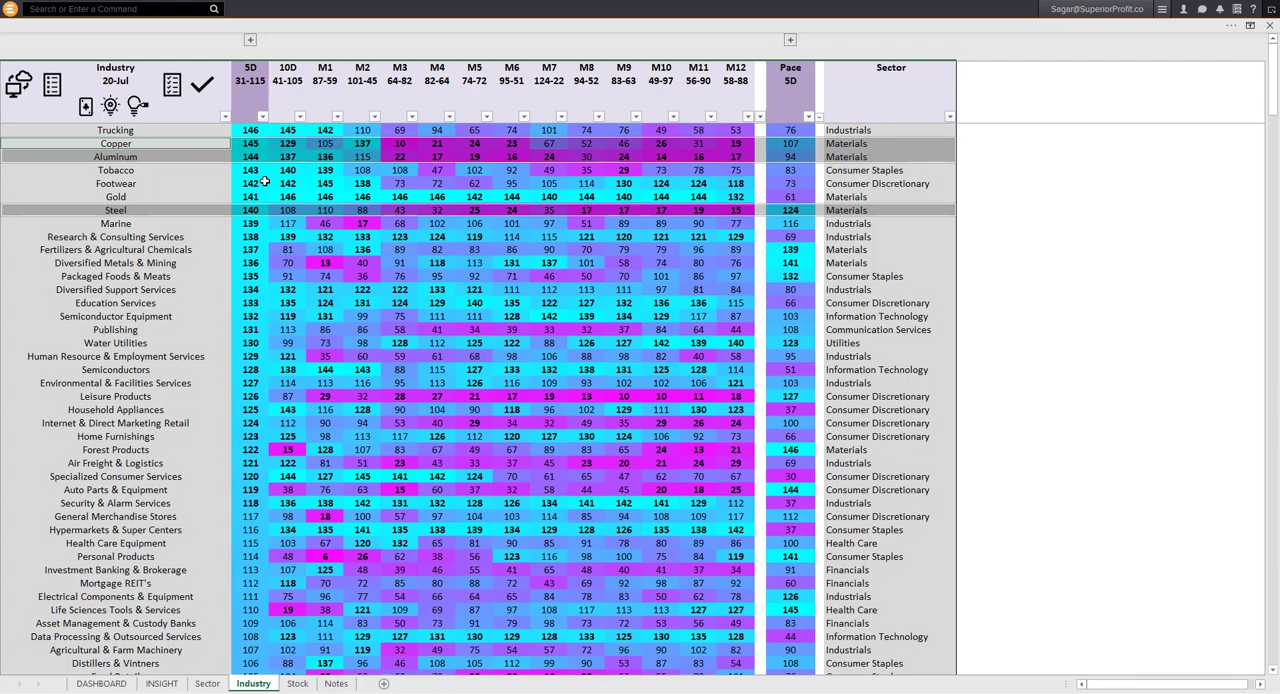 Search or Enter Command
Sagar@SuperiorProfit.co
Industry 5D 10D M1 M2 M3 M4 M5 M6 M7 M8 M9 M10 M11 M12 Pace Sector
20-Jul 31-115 41-105 87-59 101-45 64-82 82-64 74-72 95-51 124-22 94-52 83-63 49-97 56-90 58-88 5D
Trucking 146 145 142 110 69 94 65 74 101 74 76 49 58 53 76 Industrials
Copper 145 129 105 137 10 21 24 23 67 52 46 26 31 19 107 Materials
Aluminum 144 137 136 115 22 17 19 16 24 30 24 14 16 17 94 Materials
Tobacco 143 140 139 108 108 47 102 92 49 35 29 73 78 75 83 Consumer Staples
Footwear 142 142 145 138 73 72 62 95 105 114 130 124 124 118 73 Consumer Discretionary
Gold 141 146 146 146 146 146 142 144 140 144 140 144 144 132 61 Materials
Steel 140 108 110 88 43 32 25 24 35 17 17 17 19 15 124 Materials
Marine 139 117 46 17 68 102 106 101 97 51 89 89 90 77 116 Industrials
Research & Consulting Services 138 139 132 133 123 124 119 114 115 121 120 121 121 129 69 Industrials
Fertilizers & Agricultural Chemicals 137 81 108 136 89 82 83 86 90 70 79 79 96 89 139 Materials
Diversified Metals & Mining 136 70 13 40 91 118 113 131 137 101 58 74 80 76 141 Materials
Packaged Foods & Meats 135 91 74 36 76 95 92 71 46 50 70 101 86 97 132 Consumer Staples
Diversified Support Services 134 132 121 122 122 133 121 111 112 113 111 97 81 84 80 Industrials
Education Services 133 135 124 131 124 129 140 135 122 127 132 136 136 115 66 Consumer Discretionary
Semiconductor Equipment 132 119 131 99 75 111 111 128 142 139 134 129 117 87 103 Information Technology
Publishing 131 113 86 86 58 41 34 39 33 32 37 84 64 44 108 Communication Services
Water Utilities 130 99 73 98 128 112 125 122 88 126 127 142 139 140 123 Utilities
Human Resource & Employment Services 129 121 35 60 59 61 68 98 106 88 98 82 40 58 95 Industrials
Semiconductors 128 138 144 143 88 115 127 133 132 138 131 125 128 114 51 Information Technology
Environmental & Facilities Services 127 114 113 116 95 113 126 116 109 93 102 102 106 121 103 Industrials
Leisure Products 126 87 29 32 28 27 21 17 19 13 10 10 11 18 127 Consumer Discretionary
Household Appliances 125 143 116 128 90 104 90 118 96 102 129 111 130 123 37 Consumer Discretionary
Internet & Direct Marketing Retail 124 112 90 94 53 40 29 34 32 49 35 29 26 24 100 Consumer Discretionary
Home Furnishings 123 125 98 113 117 126 112 120 127 130 124 106 92 73 66 Consumer Discretionary
Forest Products 122 15 128 107 83 67 49 67 89 83 65 24 13 21 146 Materials
Air Freight & Logistics 121 122 81 51 23 43 33 37 45 23 20 21 24 29 69 Industrials
Specialized Consumer Services 120 144 127 145 141 142 124 70 61 65 47 62 70 67 30 Consumer Discretionary
Auto Parts & Equipment 119 38 76 63 15 60 37 32 58 44 45 20 18 25 144 Consumer Discretionary
Security & Alarm Services 118 136 138 142 131 132 128 126 134 141 142 141 129 112 37 Industrials
General Merchandise Stores 117 98 18 100 57 97 104 103 114 85 94 108 109 117 112 Consumer Discretionary
Hypermarkets & Super Centers 116 134 135 141 135 138 139 134 129 128 126 135 138 142 37 Consumer Staples
Health Care Equipment 115 103 67 120 132 65 81 90 85 91 78 80 89 86 100 Health Care
Personal Products 114 48 6 26 62 38 56 123 116 98 100 75 84 119 141 Consumer Staples
Investment Banking & Brokerage 113 107 125 48 39 46 55 41 65 48 40 41 37 34 91 Financials
Mortgage REIT's 112 118 70 72 85 80 88 72 43 69 92 98 87 92 60 Financials
Electrical Components & Equipment 111 75 96 77 54 66 64 65 84 78 83 50 62 78 126 Industrials
Life Sciences Tools & Services 110 19 38 121 109 69 87 97 108 117 113 113 127 127 145 Health Care
Asset Management & Custody Banks 109 106 114 83 50 73 91 79 98 72 73 53 56 49 83 Financials
Data Processing & Outsourced Services 108 123 111 129 127 131 130 129 128 133 125 130 135 128 44 Information Technology
Agricultural & Farm Machinery 107 102 91 119 32 49 75 54 57 72 96 90 102 82 90 Industrials
Distillers & Vintners 106 88 137 96 46 108 105 112 99 90 53 87 83 54 108 Consumer Staples
DASHBOARD INSIGHT Sector Industry Stock Notes